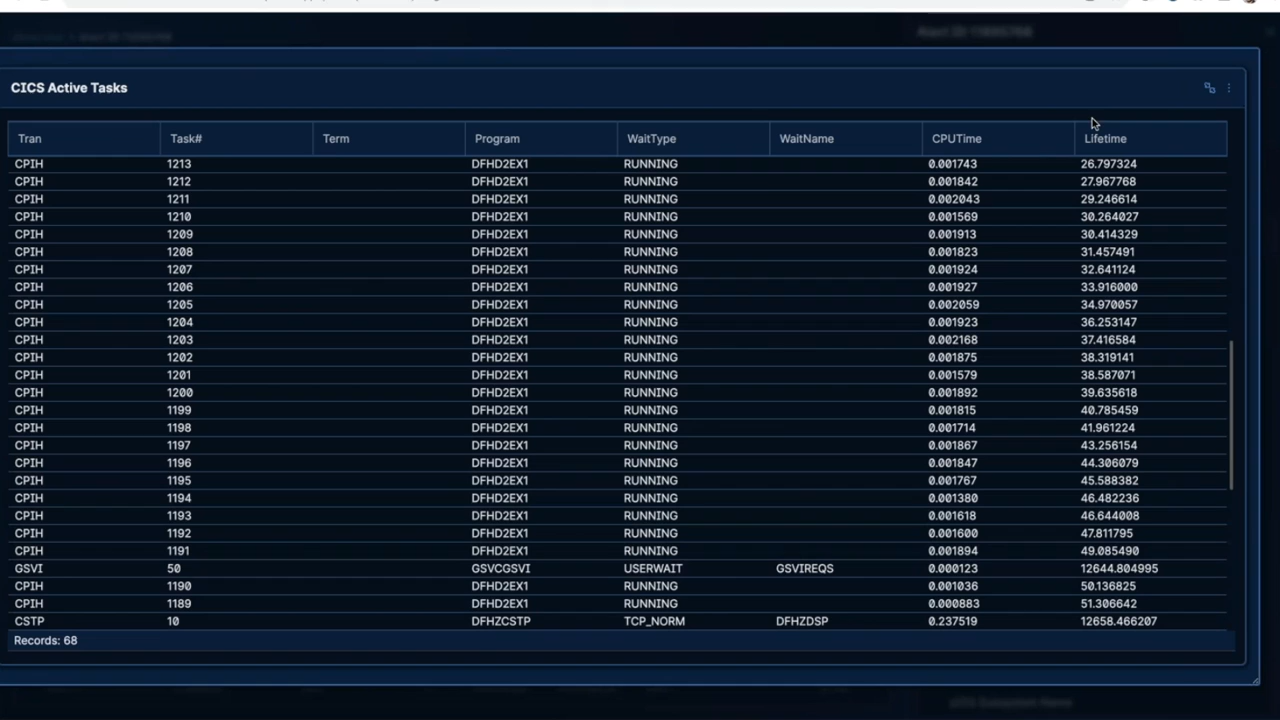 CICS Active Tasks
Tran Task# Term Program WaitType WaitName CPUTime Lifetime
CPIH 1213 DFHD2EX1 RUNNING 0.001743 26.797324
CPIH 1212 DFHD2EX1 RUNNING 0.001842 27.967768
CPIH 1211 DFHD2EX1 RUNNING 0.002043 29.246614
CPIH 1210 DFHD2EX1 RUNNING 0.001569 30.264027
CPIH 1209 DFHD2EX1 RUNNING 0.001913 30.414329
CPIH 1208 DFHD2EX1 RUNNING 0.001823 31.457491
CPIH 1207 DFHD2EX1 RUNNING 0.001924 32.641124
CPIH 1206 DFHD2EX1 RUNNING 0.001927 33.916000
CPIH 1205 DFHD2EX1 RUNNING 0.002059 34.970057
CPIH 1204 DFHD2EX1 RUNNING 0.001923 36.253147
CPIH 1203 DFHD2EX1 RUNNING 0.002168 37.416584
CPIH 1202 DFHD2EX1 RUNNING 0.001875 38.319141
CPIH 1201 DFHD2EX1 RUNNING 0.001579 38.587071
CPIH 1200 DFHD2EX1 RUNNING 0.001892 39.635618
CPIH 1199 DFHD2EX1 RUNNING 0.001815 40.785459
CPIH 1198 DFHD2EX1 RUNNING 0.001714 41.961224
CPIH 1197 DFHD2EX1 RUNNING 0.001867 43.256154
CPIH 1196 DFHD2EX1 RUNNING 0.001847 44.306079
CPIH 1195 DFHD2EX1 RUNNING 0.001767 45.588382
CPIH 1194 DFHD2EX1 RUNNING 0.001380 46.482236
CPIH 1193 DFHD2EX1 RUNNING 0.001618 46.644008
CPIH 1192 DFHD2EX1 RUNNING 0.001600 47.811795
CPIH 1191 DFHD2EX1 RUNNING 0.001894 49.085490
GSVI 50 GSVCGSVI USERWAIT GSVIREQS 0.000123 12644.804995
CPIH 1190 DFHD2EX1 RUNNING 0.001036 50.136825
CPIH 1189 DFHD2EX1 RUNNING 0.000883 51.306642
CSTP 10 DFHZCSTP TCP_NORM DFHZDSP 0.237519 12658.466207
Records: 68